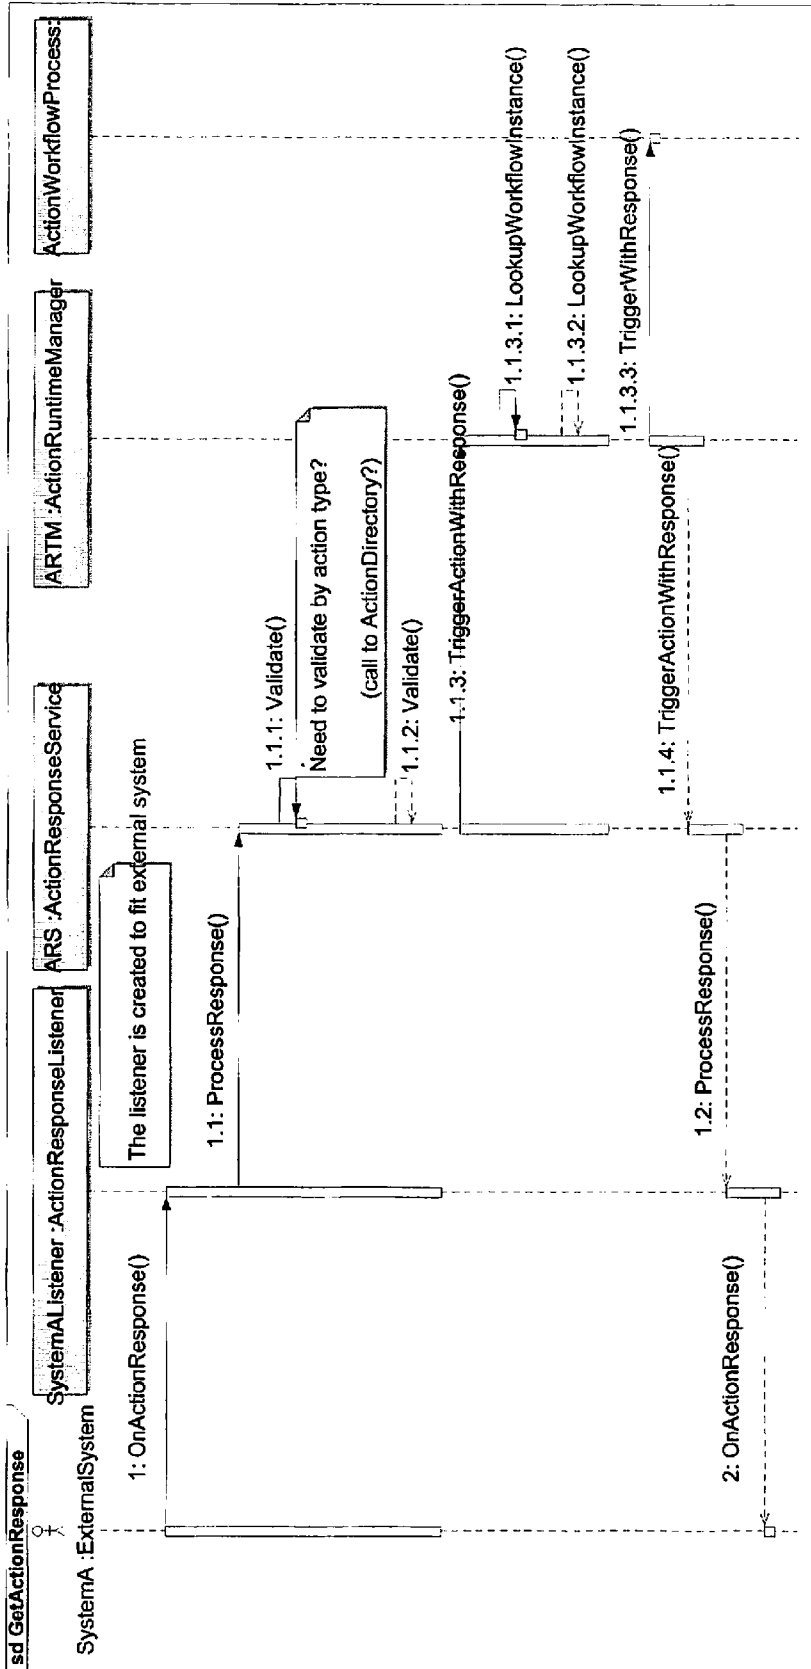 sd GetActionResponse
SystemA :ExternalSystem
SystemAListener :ActionResponseListener
ARS :ActionResponseService
ARTM :ActionRuntimeManager
ActionWorkflowProcess:
The listener is created to fit external system
1: OnActionResponse()
1.1: ProcessResponse()
1.1.1: Validate()
Need to validate by action type?
(call to ActionDirectory?)
1.1.2: Validate()
1.1.3: TriggerActionWithResponse()
1.1.3.1: LookupWorkflowInstance()
1.1.3.2: LookupWorkflowInstance()
1.1.3.3: TriggerWithResponse()
1.1.4: TriggerActionWithResponse()
1.2: ProcessResponse()
2: OnActionResponse()